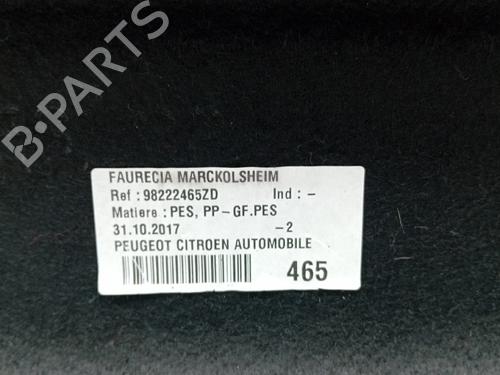 B-PARTS
FAURECIA MARCKOLSHEIM
Ref :98222465ZD Ind : -
Matiere : PES, PP-GF.PES
31.10.2017 -2
PEUGEOT CITROEN AUTOMOBILE
465